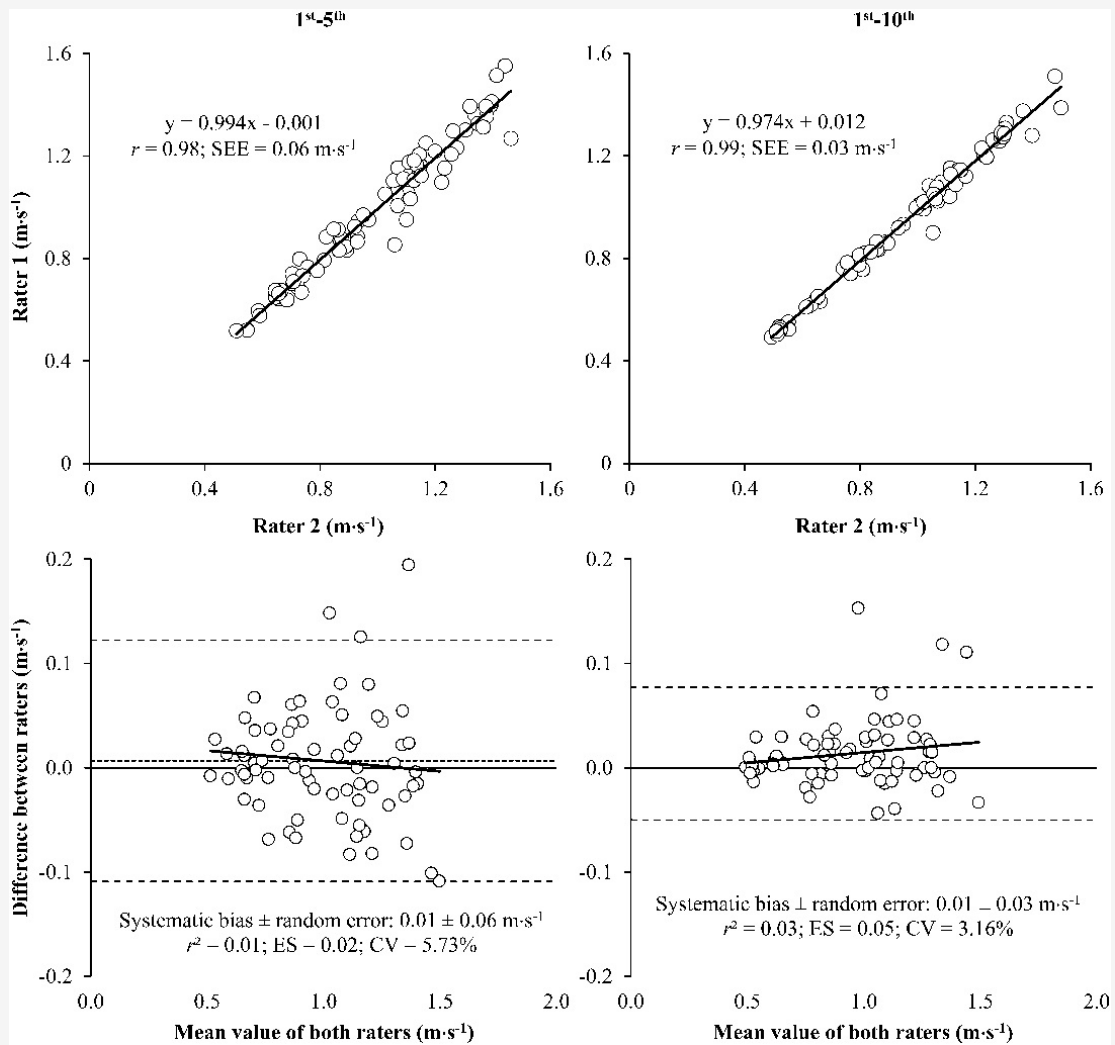 1st-5th
1.6
1.2
0.8
0.4
0
y = 0.994x - 0.001
r = 0.98; SEE = 0.06 m·s-1
Rater 1 (m·s-1)
0
0.4
0.8
1.2
1.6
Rater 2 (m·s-1)
1st-10th
1.6
1.2
0.8
0.4
0
y = 0.974x + 0.012
r = 0.99; SEE = 0.03 m·s-1
0
0.4
0.8
1.2
1.6
Rater 2 (m·s-1)
0.2
0.1
0.0
-0.1
-0.2
Difference between raters (m·s-1)
Systematic bias ± random error: 0.01 ± 0.06 m·s-1
r2 = 0.01; ES = 0.02; CV = 5.73%
0.0
0.5
1.0
1.5
2.0
Mean value of both raters (m·s-1)
0.2
0.1
0.0
-0.1
-0.2
Systematic bias ± random error: 0.01 ± 0.03 m·s-1
r2 = 0.03; ES = 0.05; CV = 3.16%
0.0
0.5
1.0
1.5
2.0
Mean value of both raters (m·s-1)